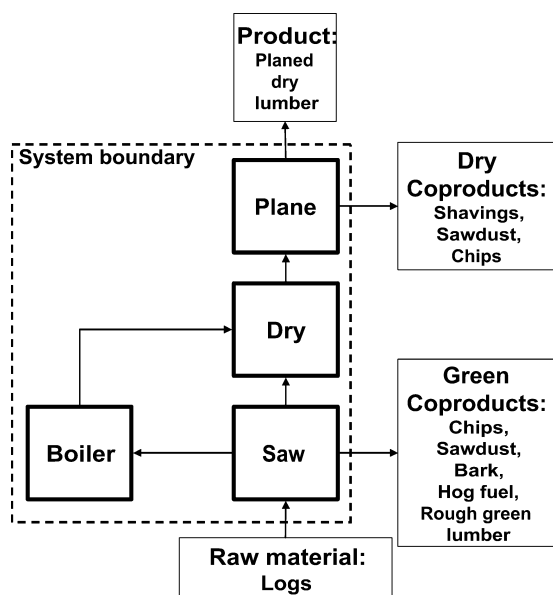 Product:
Planed
dry
lumber
System boundary
Plane
Dry
Coproducts:
Shavings,
Sawdust,
Chips
Dry
Boiler
Saw
Green
Coproducts:
Chips,
Sawdust,
Bark,
Hog fuel,
Rough green
lumber
Raw material:
Logs